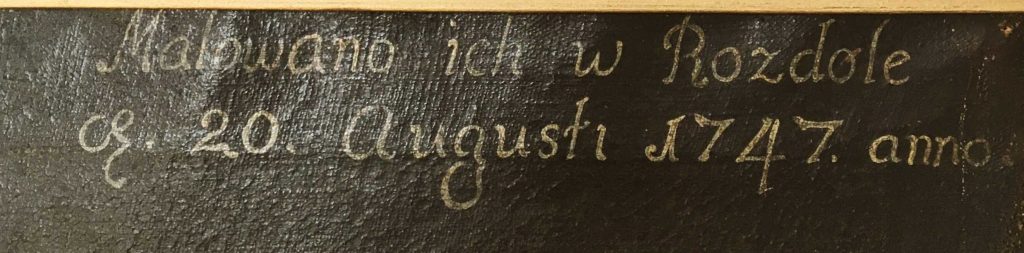 Malowano ich w Rozdole
20. Augusti 1747. anno.